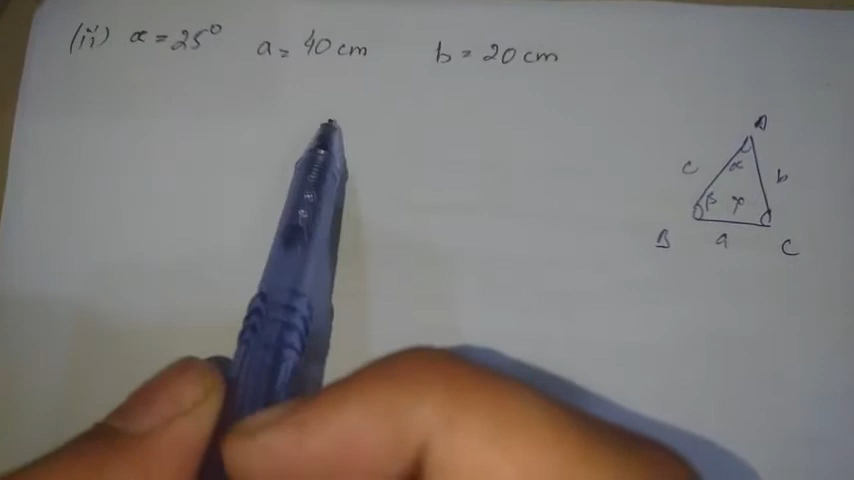 (ii) α = 25° a = 40 cm b = 20 cm
A
c α b
β γ
B a C